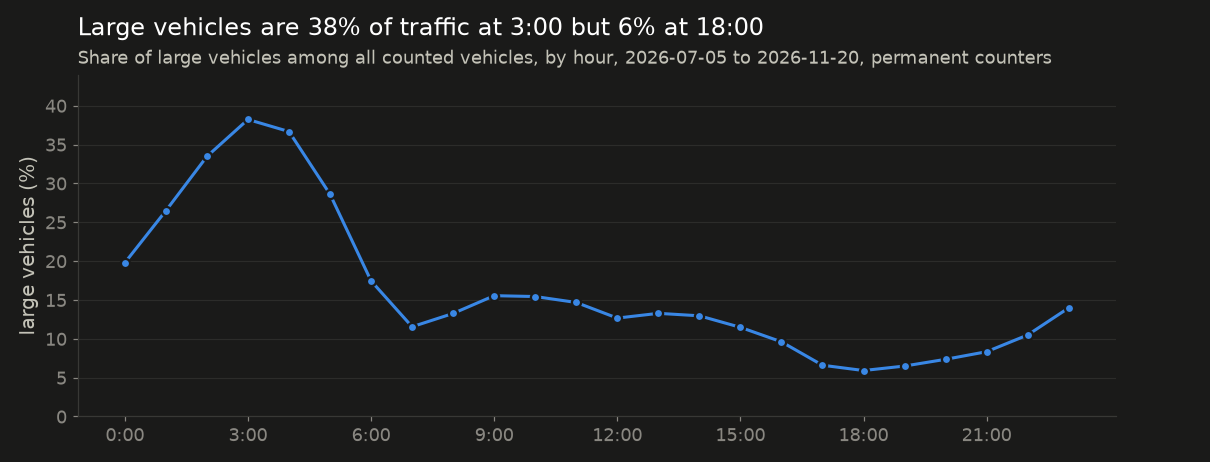 Large vehicles are 38% of traffic at 3:00 but 6% at 18:00
Share of large vehicles among all counted vehicles, by hour, 2026-07-05 to 2026-11-20, permanent counters
large vehicles (%)
40
35
30
25
20
15
10
5
0
0:00 3:00 6:00 9:00 12:00 15:00 18:00 21:00